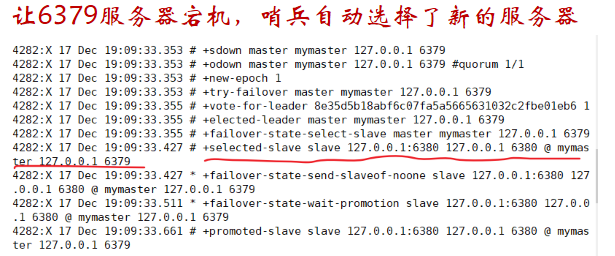 让6379服务器宕机，哨兵自动选择了新的服务器
4282:X 17 Dec 19:09:33.353 # +sdown master mymaster 127.0.0.1 6379
4282:X 17 Dec 19:09:33.353 # +odown master mymaster 127.0.0.1 6379 #quorum 1/1
4282:X 17 Dec 19:09:33.353 # +new-epoch 1
4282:X 17 Dec 19:09:33.353 # +try-failover master mymaster 127.0.0.1 6379
4282:X 17 Dec 19:09:33.355 # +vote-for-leader 8e35d5b18abf6c07fa5a5665631032c2fbe01eb6 1
4282:X 17 Dec 19:09:33.355 # +elected-leader master mymaster 127.0.0.1 6379
4282:X 17 Dec 19:09:33.355 # +failover-state-select-slave master mymaster 127.0.0.1 6379
4282:X 17 Dec 19:09:33.427 # +selected-slave slave 127.0.0.1:6380 127.0.0.1 6380 @ mymas
ter 127.0.0.1 6379
4282:X 17 Dec 19:09:33.427 * +failover-state-send-slaveof-noone slave 127.0.0.1:6380 127
.0.0.1 6380 @ mymaster 127.0.0.1 6379
4282:X 17 Dec 19:09:33.511 * +failover-state-wait-promotion slave 127.0.0.1:6380 127.0.0
.1 6380 @ mymaster 127.0.0.1 6379
4282:X 17 Dec 19:09:33.661 # +promoted-slave slave 127.0.0.1:6380 127.0.0.1 6380 @ mymas
ter 127.0.0.1 6379